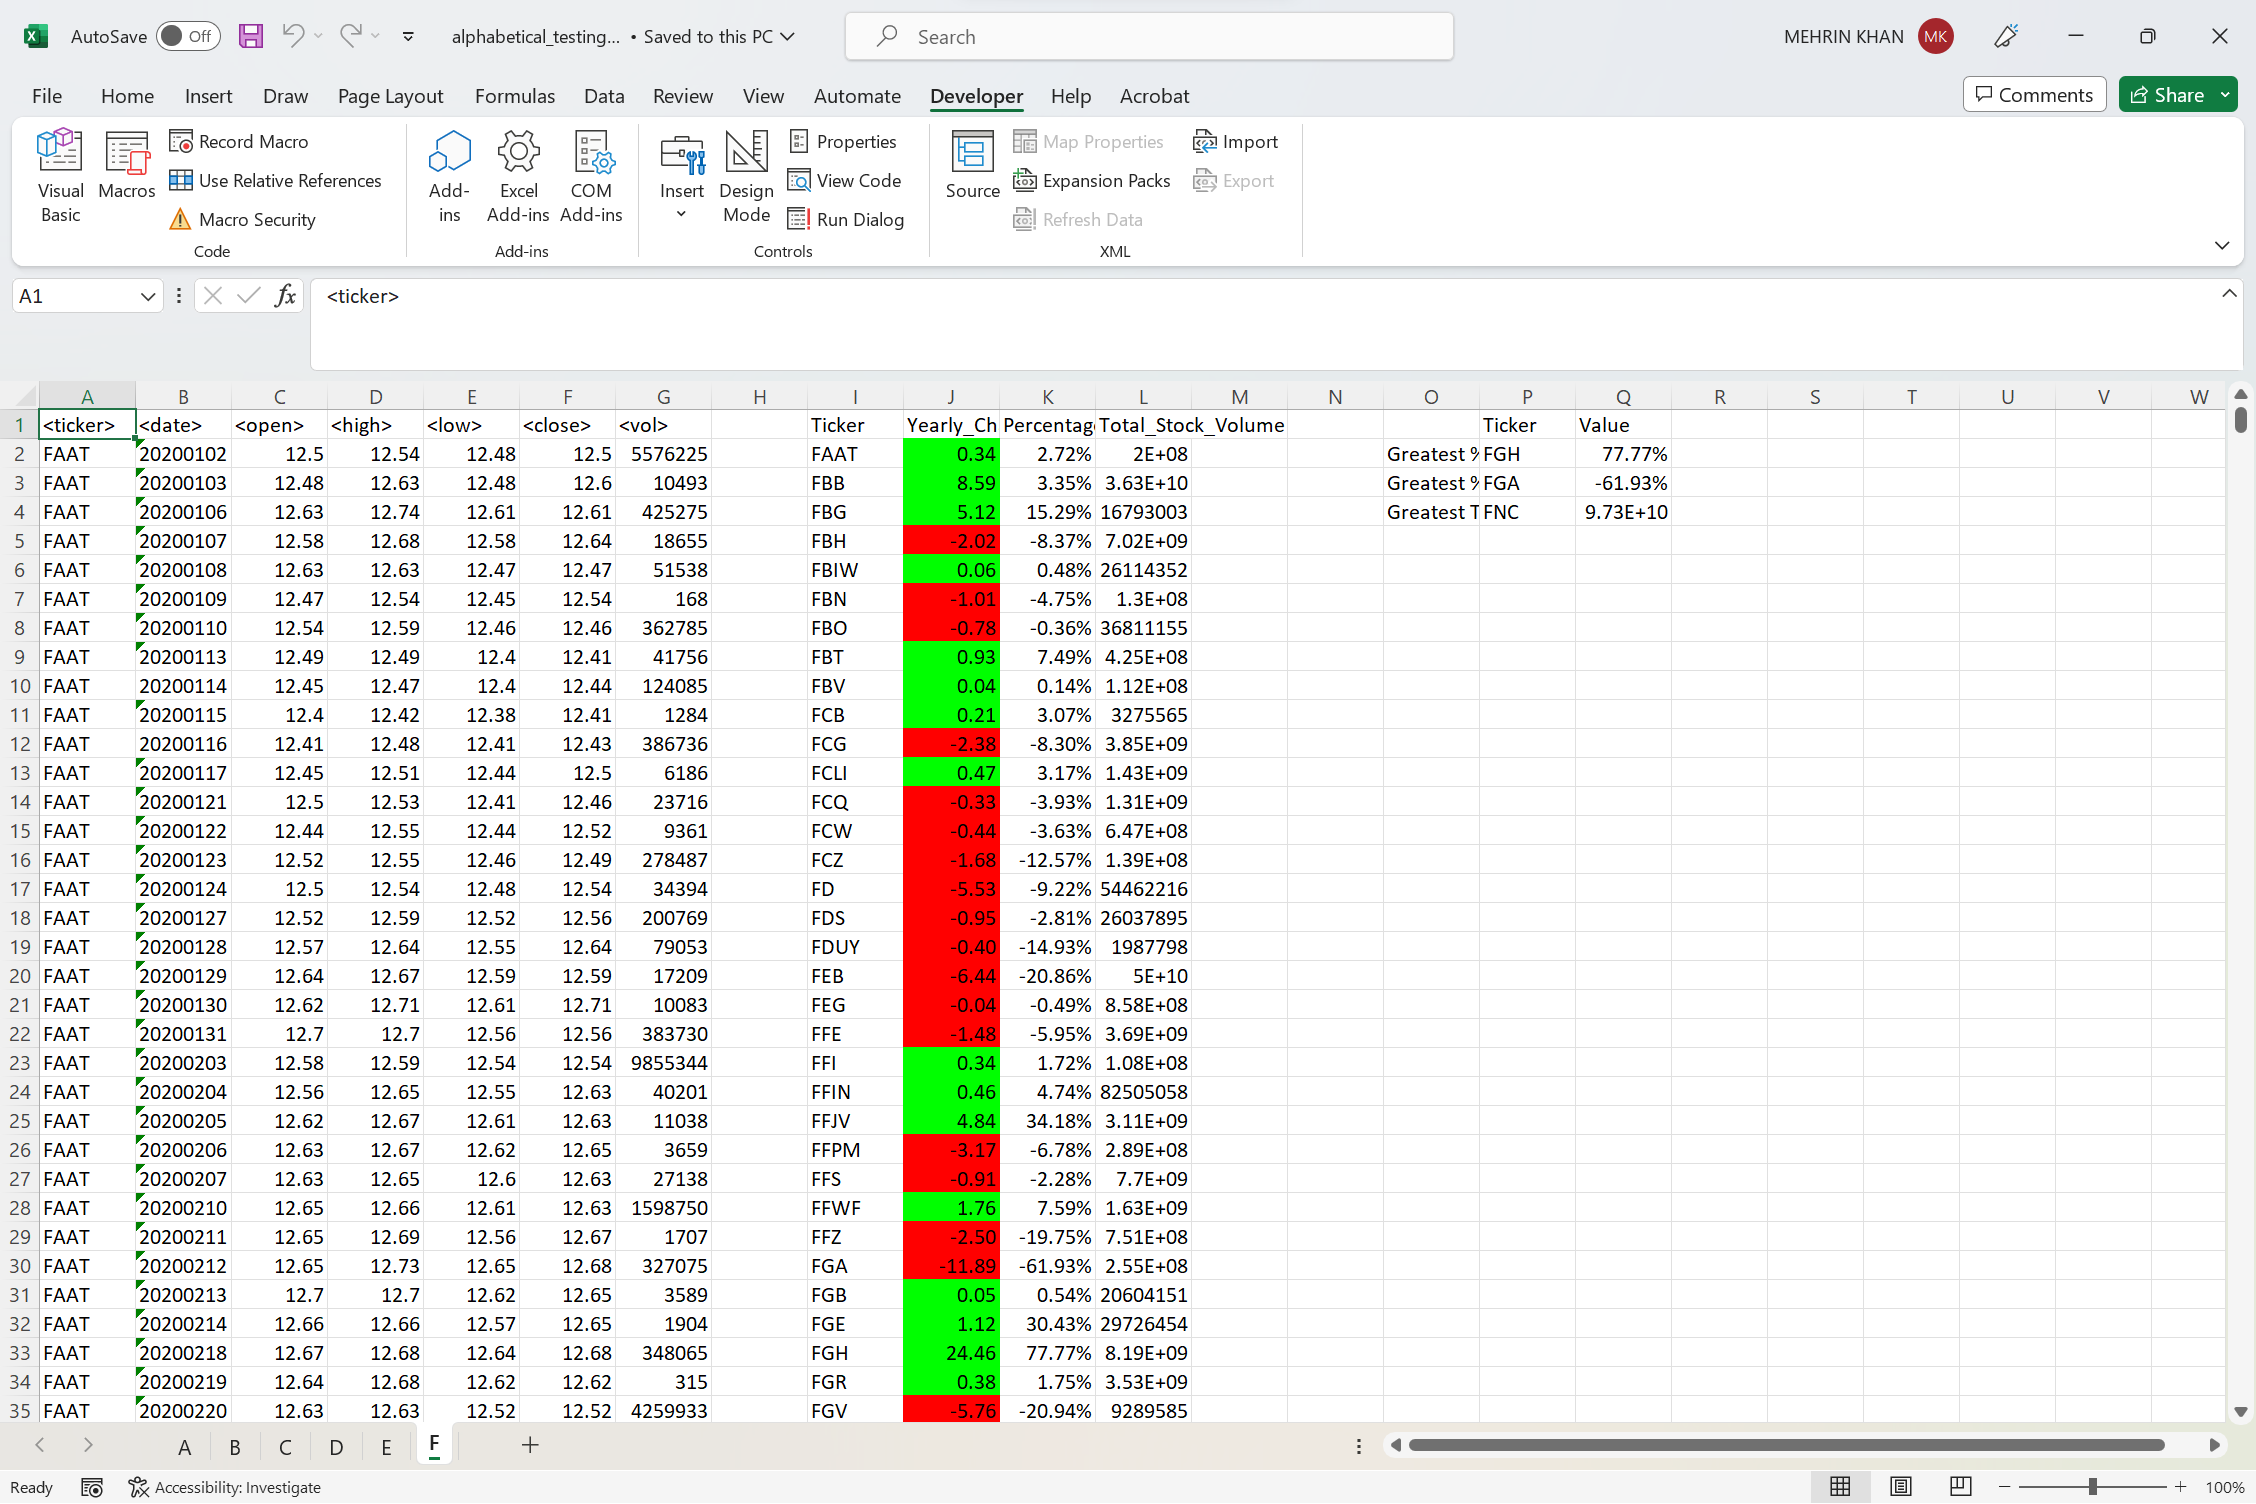 AutoSave Off alphabetical_testing... • Saved to this PC Search MEHRIN KHAN MK
File Home Insert Draw Page Layout Formulas Data Review View Automate Developer Help Acrobat Comments Share
Visual Basic Macros Record Macro Use Relative References Macro Security Code
Add-ins Excel Add-ins COM Add-ins Add-ins
Insert Design Mode Properties View Code Run Dialog Controls
Source Map Properties Expansion Packs Refresh Data Import Export XML
A1 fx <ticker>
A B C D E F G H I J K L M N O P Q R S T U V W
1 <ticker> <date> <open> <high> <low> <close> <vol> Ticker Yearly_Ch Percentag Total_Stock_Volume Ticker Value
2 FAAT 20200102 12.5 12.54 12.48 12.5 5576225 FAAT 0.34 2.72% 2E+08 Greatest % FGH 77.77%
3 FAAT 20200103 12.48 12.63 12.48 12.6 10493 FBB 8.59 3.35% 3.63E+10 Greatest % FGA -61.93%
4 FAAT 20200106 12.63 12.74 12.61 12.61 425275 FBG 5.12 15.29% 16793003 Greatest T FNC 9.73E+10
5 FAAT 20200107 12.58 12.68 12.58 12.64 18655 FBH -2.02 -8.37% 7.02E+09
6 FAAT 20200108 12.63 12.63 12.47 12.47 51538 FBIW 0.06 0.48% 26114352
7 FAAT 20200109 12.47 12.54 12.45 12.54 168 FBN -1.01 -4.75% 1.3E+08
8 FAAT 20200110 12.54 12.59 12.46 12.46 362785 FBO -0.78 -0.36% 36811155
9 FAAT 20200113 12.49 12.49 12.4 12.41 41756 FBT 0.93 7.49% 4.25E+08
10 FAAT 20200114 12.45 12.47 12.4 12.44 124085 FBV 0.04 0.14% 1.12E+08
11 FAAT 20200115 12.4 12.42 12.38 12.41 1284 FCB 0.21 3.07% 3275565
12 FAAT 20200116 12.41 12.48 12.41 12.43 386736 FCG -2.38 -8.30% 3.85E+09
13 FAAT 20200117 12.45 12.51 12.44 12.5 6186 FCLI 0.47 3.17% 1.43E+09
14 FAAT 20200121 12.5 12.53 12.41 12.46 23716 FCQ -0.33 -3.93% 1.31E+09
15 FAAT 20200122 12.44 12.55 12.44 12.52 9361 FCW -0.44 -3.63% 6.47E+08
16 FAAT 20200123 12.52 12.55 12.46 12.49 278487 FCZ -1.68 -12.57% 1.39E+08
17 FAAT 20200124 12.5 12.54 12.48 12.54 34394 FD -5.53 -9.22% 54462216
18 FAAT 20200127 12.52 12.59 12.52 12.56 200769 FDS -0.95 -2.81% 26037895
19 FAAT 20200128 12.57 12.64 12.55 12.64 79053 FDUY -0.40 -14.93% 1987798
20 FAAT 20200129 12.64 12.67 12.59 12.59 17209 FEB -6.44 -20.86% 5E+10
21 FAAT 20200130 12.62 12.71 12.61 12.71 10083 FEG -0.04 -0.49% 8.58E+08
22 FAAT 20200131 12.7 12.7 12.56 12.56 383730 FFE -1.48 -5.95% 3.69E+09
23 FAAT 20200203 12.58 12.59 12.54 12.54 9855344 FFI 0.34 1.72% 1.08E+08
24 FAAT 20200204 12.56 12.65 12.55 12.63 40201 FFIN 0.46 4.74% 82505058
25 FAAT 20200205 12.62 12.67 12.61 12.63 11038 FFJV 4.84 34.18% 3.11E+09
26 FAAT 20200206 12.63 12.67 12.62 12.65 3659 FFPM -3.17 -6.78% 2.89E+08
27 FAAT 20200207 12.63 12.65 12.6 12.63 27138 FFS -0.91 -2.28% 7.7E+09
28 FAAT 20200210 12.65 12.66 12.61 12.63 1598750 FFWF 1.76 7.59% 1.63E+09
29 FAAT 20200211 12.65 12.69 12.56 12.67 1707 FFZ -2.50 -19.75% 7.51E+08
30 FAAT 20200212 12.65 12.73 12.65 12.68 327075 FGA -11.89 -61.93% 2.55E+08
31 FAAT 20200213 12.7 12.7 12.62 12.65 3589 FGB 0.05 0.54% 20604151
32 FAAT 20200214 12.66 12.66 12.57 12.65 1904 FGE 1.12 30.43% 29726454
33 FAAT 20200218 12.67 12.68 12.64 12.68 348065 FGH 24.46 77.77% 8.19E+09
34 FAAT 20200219 12.64 12.68 12.62 12.62 315 FGR 0.38 1.75% 3.53E+09
35 FAAT 20200220 12.63 12.63 12.52 12.52 4259933 FGV -5.76 -20.94% 9289585
A B C D E F
Ready Accessibility: Investigate 100%